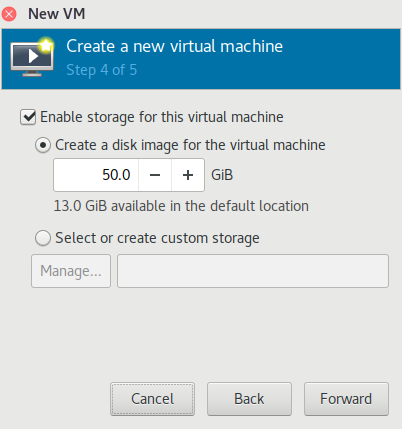 New VM
Create a new virtual machine
Step 4 of 5
Enable storage for this virtual machine
Create a disk image for the virtual machine
50.0 − + GiB
13.0 GiB available in the default location
Select or create custom storage
Manage...
Cancel Back Forward